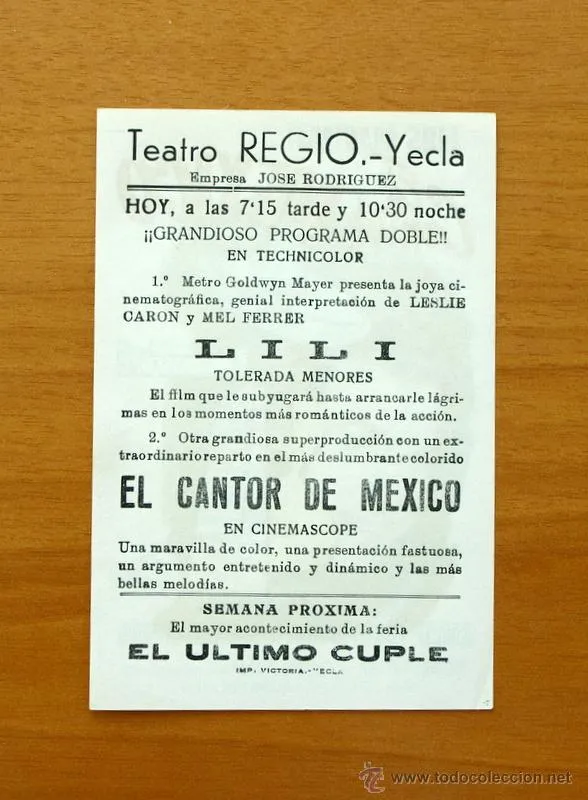 Teatro REGIO.-Yecla
Empresa JOSE RODRIGUEZ
HOY, a las 7'15 tarde y 10'30 noche
¡¡GRANDIOSO PROGRAMA DOBLE!!
EN TECHNICOLOR
1.º Metro Goldwyn Mayer presenta la joya ci-
nematográfica, genial interpretación de LESLIE
CARON y MEL FERRER
LILI
TOLERADA MENORES
El film que le subyugará hasta arrancarle lágri-
mas en los momentos más románticos de la acción.
2.º Otra grandiosa superproducción con un ex-
traordinario reparto en el más deslumbrante colorido
EL CANTOR DE MEXICO
EN CINEMASCOPE
Una maravilla de color, una presentación fastuosa,
un argumento entretenido y dinámico y las más
bellas melodías.
SEMANA PROXIMA:
El mayor acontecimiento de la feria
EL ULTIMO CUPLE
IMP. VICTORIA.-YECLA
www.todocoleccion.net